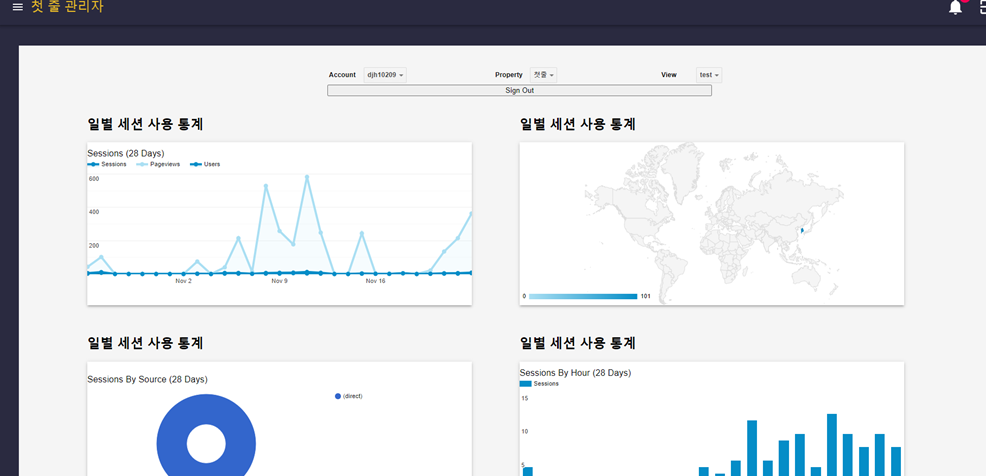 첫 줄 관리자
Account djh10209 Property 캣줄 View test
Sign Out
일별 세션 사용 통계
Sessions (28 Days)
Sessions Pageviews Users
600
400
200
Nov 2 Nov 9 Nov 16
일별 세션 사용 통계
0 101
일별 세션 사용 통계
Sessions By Source (28 Days)
(direct)
일별 세션 사용 통계
Sessions By Hour (28 Days)
Sessions
15
10
5